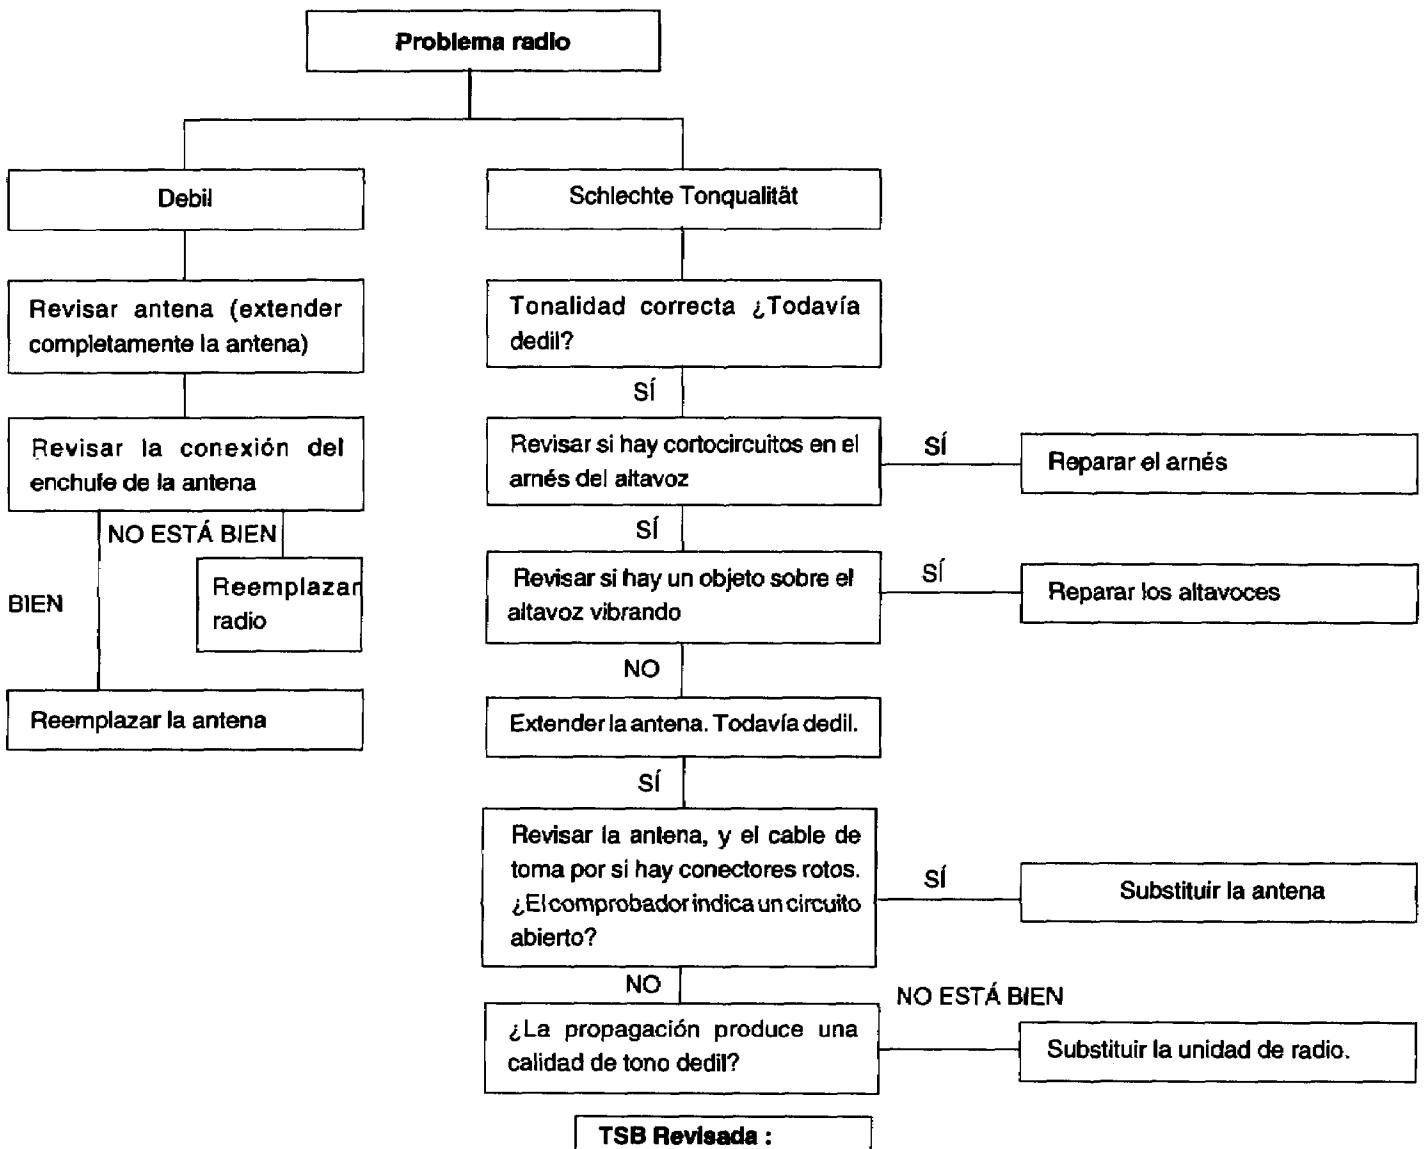 Problema radio
Debil
Revisar antena (extender
completamente la antena)
Revisar la conexión del
enchufe de la antena
NO ESTÁ BIEN
BIEN
Reemplazar
radio
Reemplazar la antena
Schlechte Tonqualität
Tonalidad correcta ¿Todavía
dedil?
SÍ
Revisar si hay cortocircuitos en el
arnés del altavoz
SÍ
Reparar el arnés
SÍ
Revisar si hay un objeto sobre el
altavoz vibrando
SÍ
Reparar los altavoces
NO
Extender la antena. Todavía dedil.
SÍ
Revisar la antena, y el cable de
toma por si hay conectores rotos.
¿El comprobador indica un circuito
abierto?
SÍ
Substituir la antena
NO
¿La propagación produce una
calidad de tono dedil?
NO ESTÁ BIEN
Substituir la unidad de radio.
TSB Revisada :